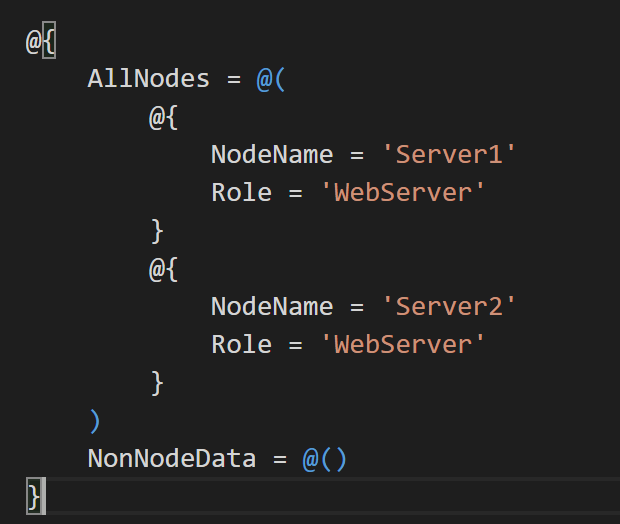 @{
    AllNodes = @(
        @{
            NodeName = 'Server1'
            Role = 'WebServer'
        }
        @{
            NodeName = 'Server2'
            Role = 'WebServer'
        }
    )
    NonNodeData = @()
}